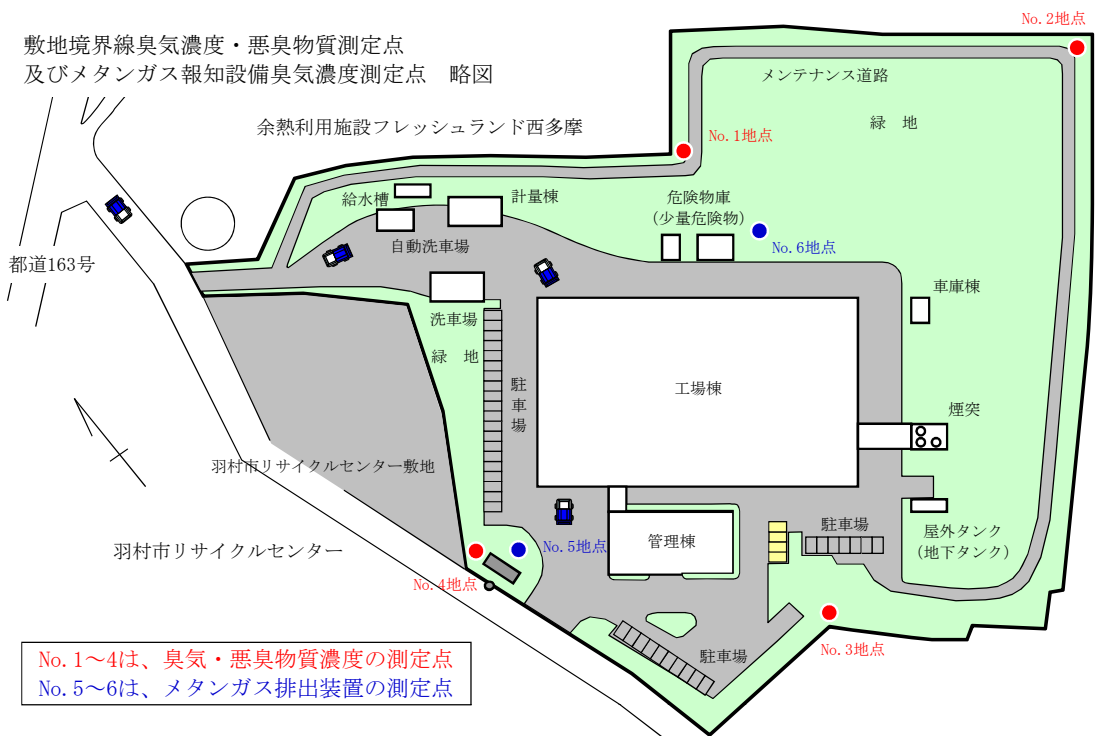 No.2地点
敷地境界線臭気濃度・悪臭物質測定点
及びメタンガス報知設備臭気濃度測定点　略図
メンテナンス道路
余熱利用施設フレッシュランド西多摩
緑　地
No.1地点
給水槽
計量棟
危険物庫
(少量危険物)
自動洗車場
No.6地点
都道163号
車庫棟
洗車場
緑　地
駐車場
工場棟
煙突
羽村市リサイクルセンター敷地
駐車場
屋外タンク
(地下タンク)
羽村市リサイクルセンター
No.5地点
管理棟
No.4地点
No.3地点
駐車場
No.1～4は、臭気・悪臭物質濃度の測定点
No.5～6は、メタンガス排出装置の測定点